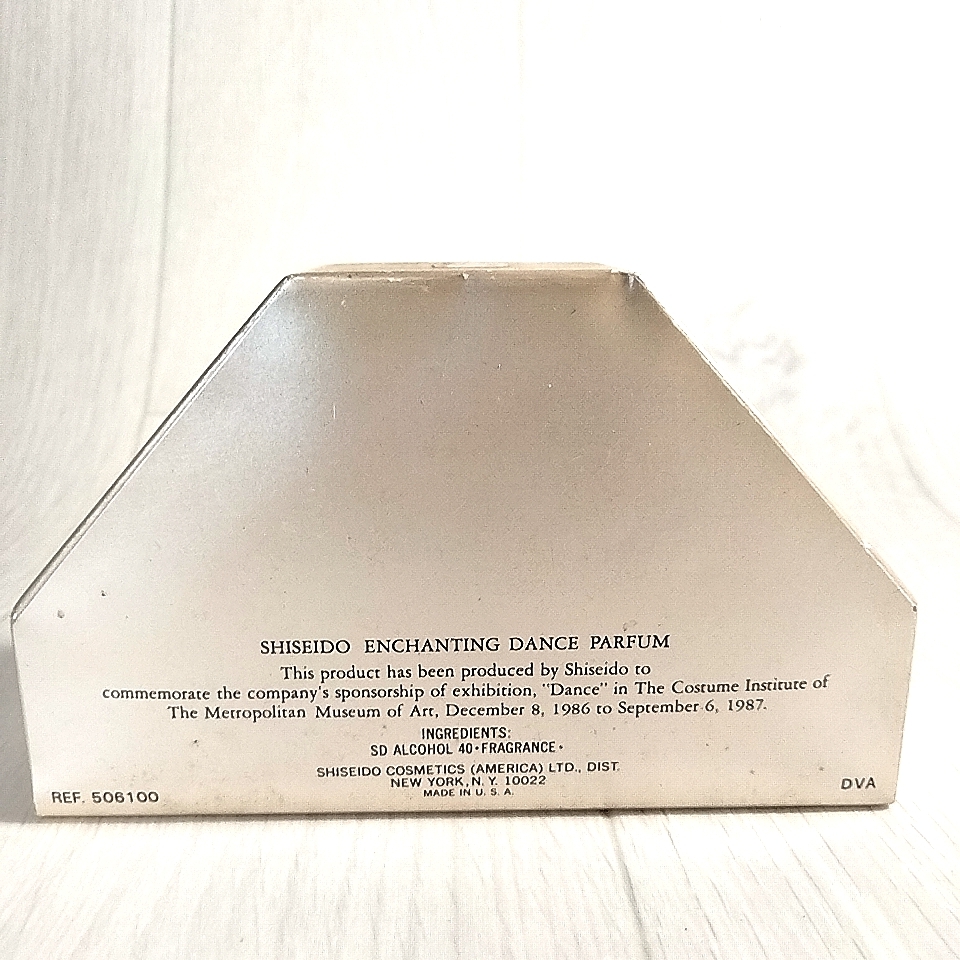 SHISEIDO ENCHANTING DANCE PARFUM
This product has been produced by Shiseido to
commemorate the company's sponsorship of exhibition, "Dance" in The Costume Institute of
The Metropolitan Museum of Art, December 8, 1986 to September 6, 1987.
INGREDIENTS:
SD ALCOHOL 40•FRAGRANCE•
SHISEIDO COSMETICS (AMERICA) LTD., DIST.
NEW YORK, N.Y. 10022
MADE IN U. S. A.
REF. 506100
DVA